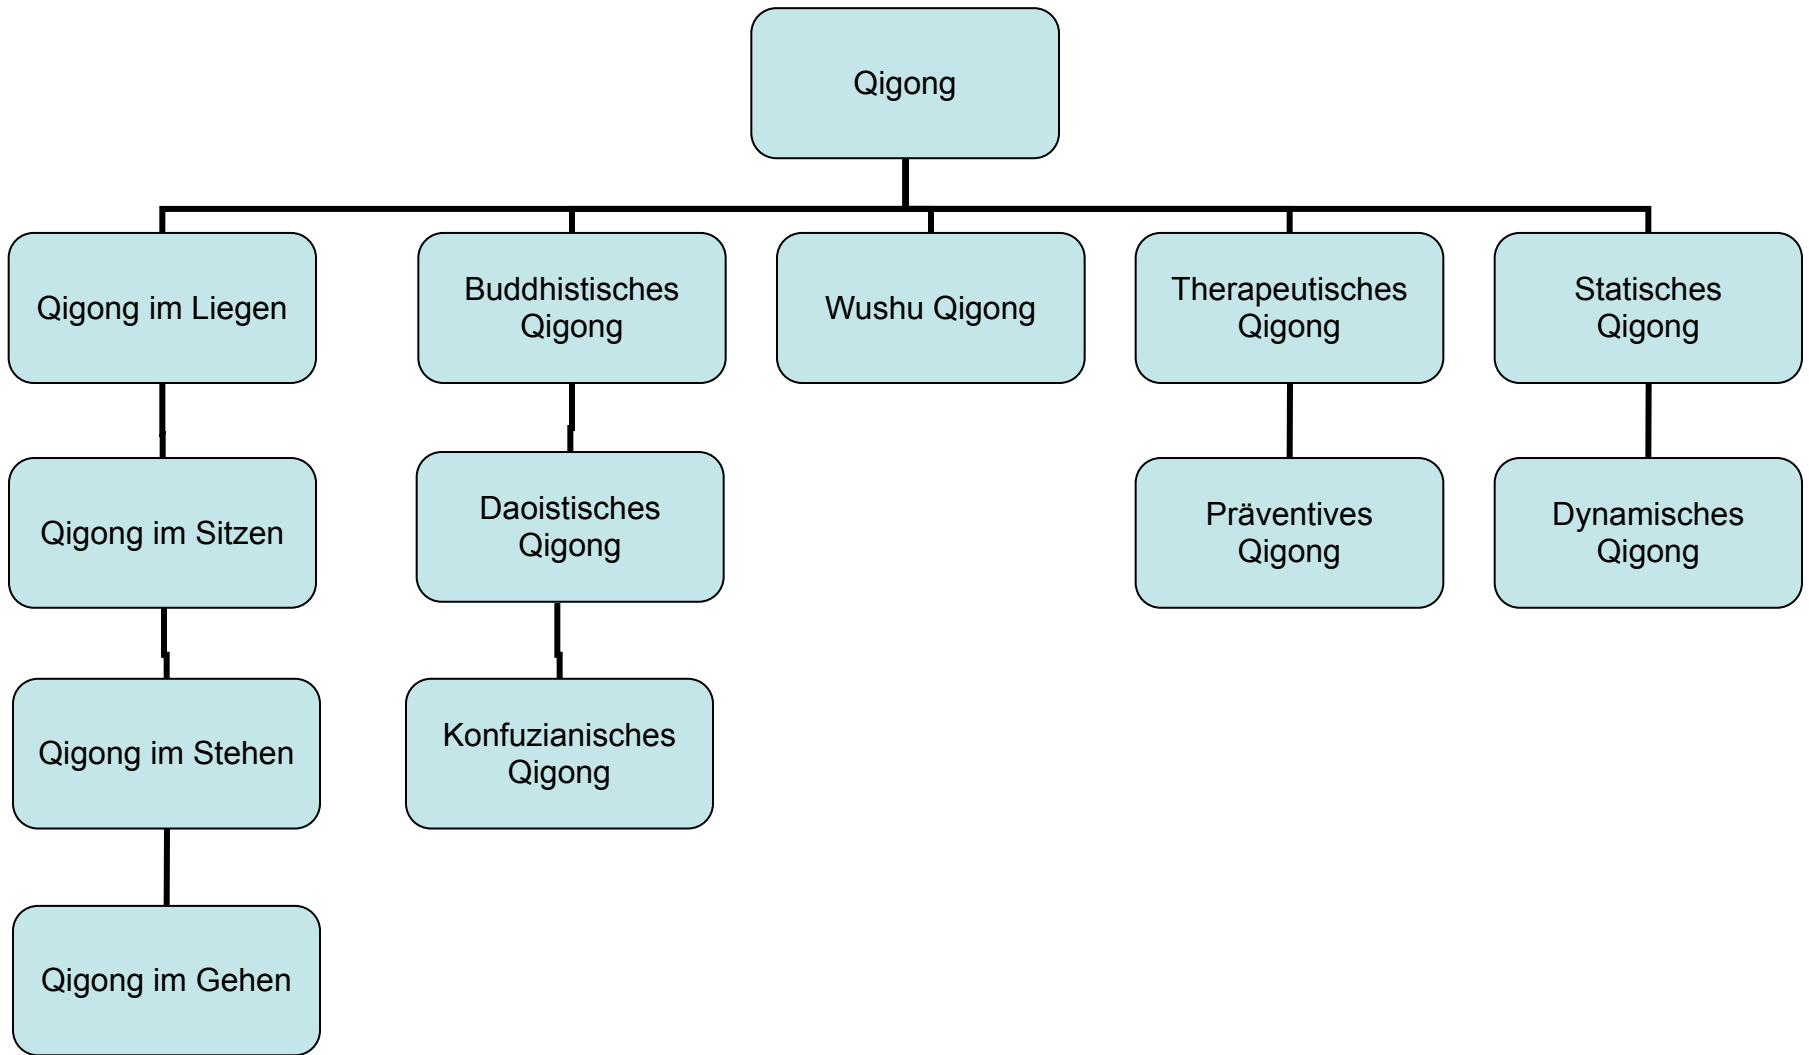 Qigong
Qigong im Liegen
Buddhistisches
Qigong
Wushu Qigong
Therapeutisches
Qigong
Statisches
Qigong
Qigong im Sitzen
Daoistisches
Qigong
Präventives
Qigong
Dynamisches
Qigong
Qigong im Stehen
Konfuzianisches
Qigong
Qigong im Gehen